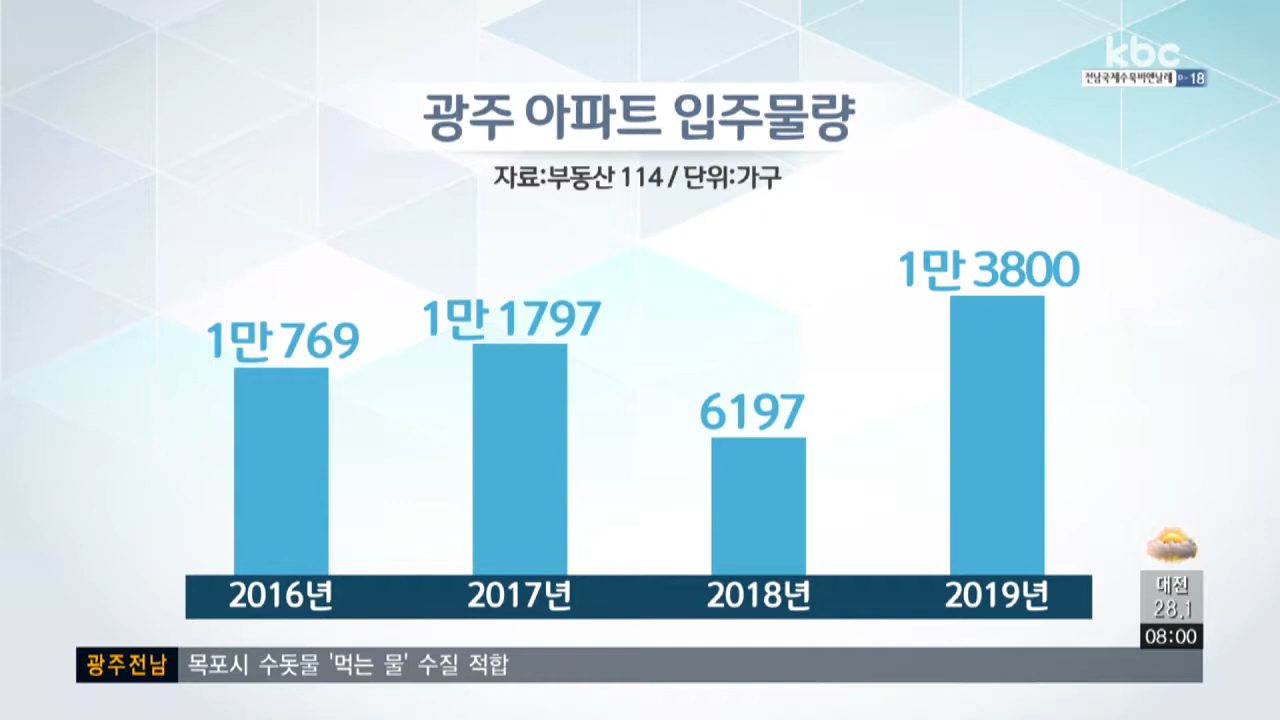 kbc
전남국제수묵비엔날레 D-18
광주 아파트 입주물량
자료:부동산 114 / 단위:가구
1만 769
1만 1797
6197
1만 3800
2016년
2017년
2018년
2019년
대전
28.1
08:00
광주전남 목포시 수돗물 '먹는 물' 수질 적합